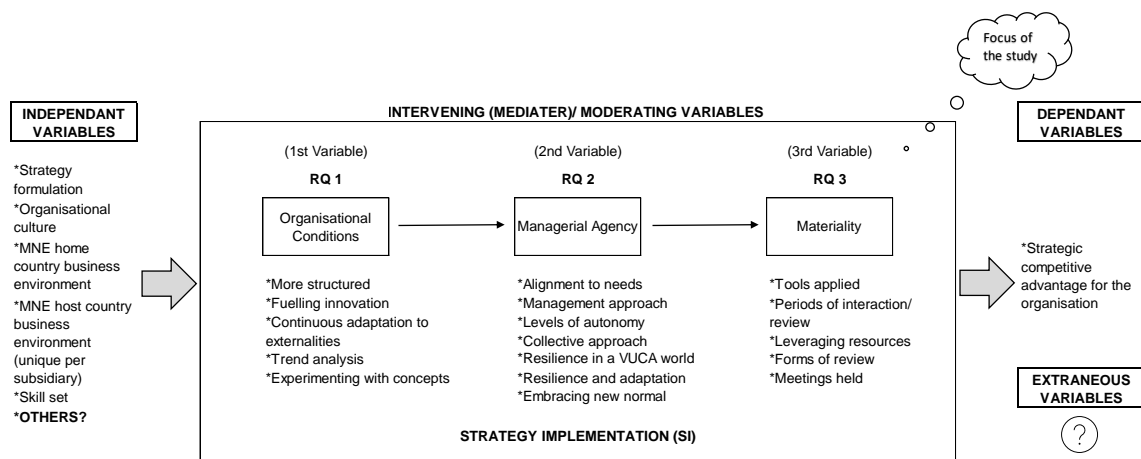 Focus of
the study
INDEPENDANT
VARIABLES
*Strategy
formulation
*Organisational
culture
*MNE home
country business
environment
*MNE host country
business
environment
(unique per
subsidiary)
*Skill set
*OTHERS?
INTERVENING (MEDIATER)/ MODERATING VARIABLES
(1st Variable)
RQ 1
Organisational
Conditions
*More structured
*Fuelling innovation
*Continuous adaptation to
externalities
*Trend analysis
*Experimenting with concepts
(2nd Variable)
RQ 2
Managerial Agency
*Alignment to needs
*Management approach
*Levels of autonomy
*Collective approach
*Resilience in a VUCA world
*Resilience and adaptation
*Embracing new normal
(3rd Variable)
RQ 3
Materiality
*Tools applied
*Periods of interaction/
review
*Leveraging resources
*Forms of review
*Meetings held
STRATEGY IMPLEMENTATION (SI)
DEPENDANT
VARIABLES
*Strategic
competitive
advantage for the
organisation
EXTRANEOUS
VARIABLES
?